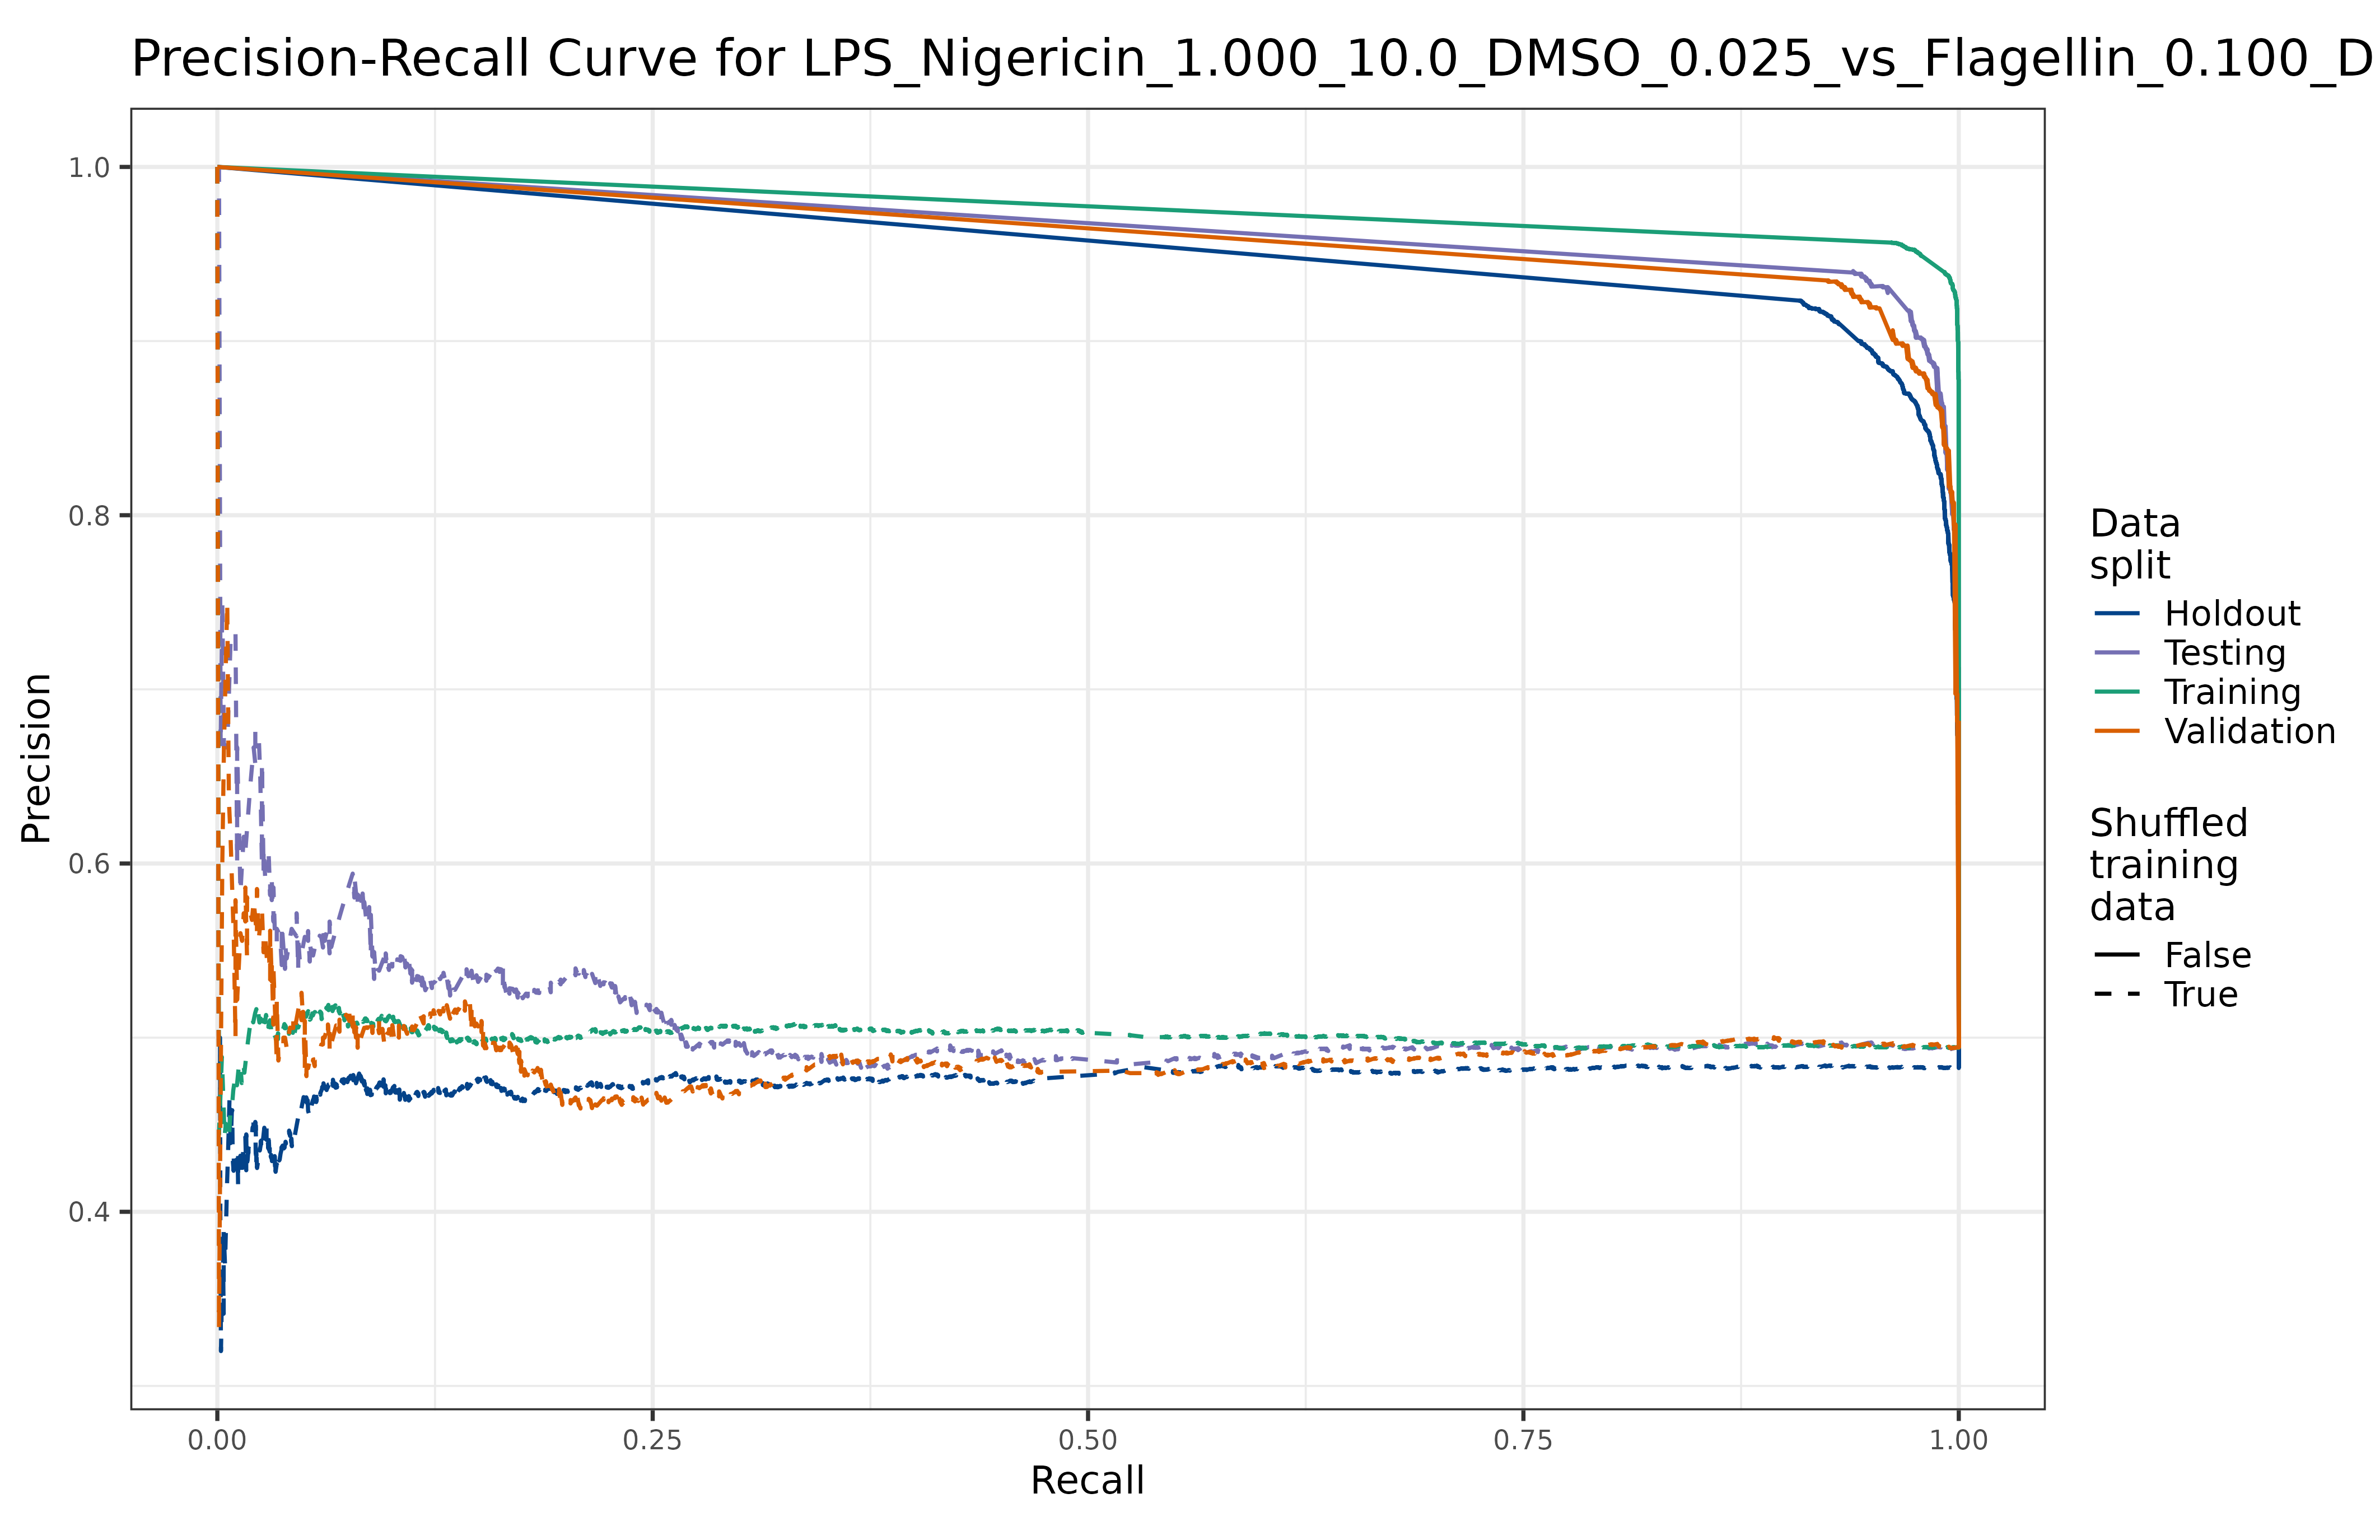 Precision-Recall Curve for LPS_Nigericin_1.000_10.0_DMSO_0.025_vs_Flagellin_0.100_D
1.0
0.8
0.6
0.4
Precision
0.00 0.25 0.50 0.75 1.00
Recall
Data
split
Holdout
Testing
Training
Validation
Shuffled
training
data
False
True